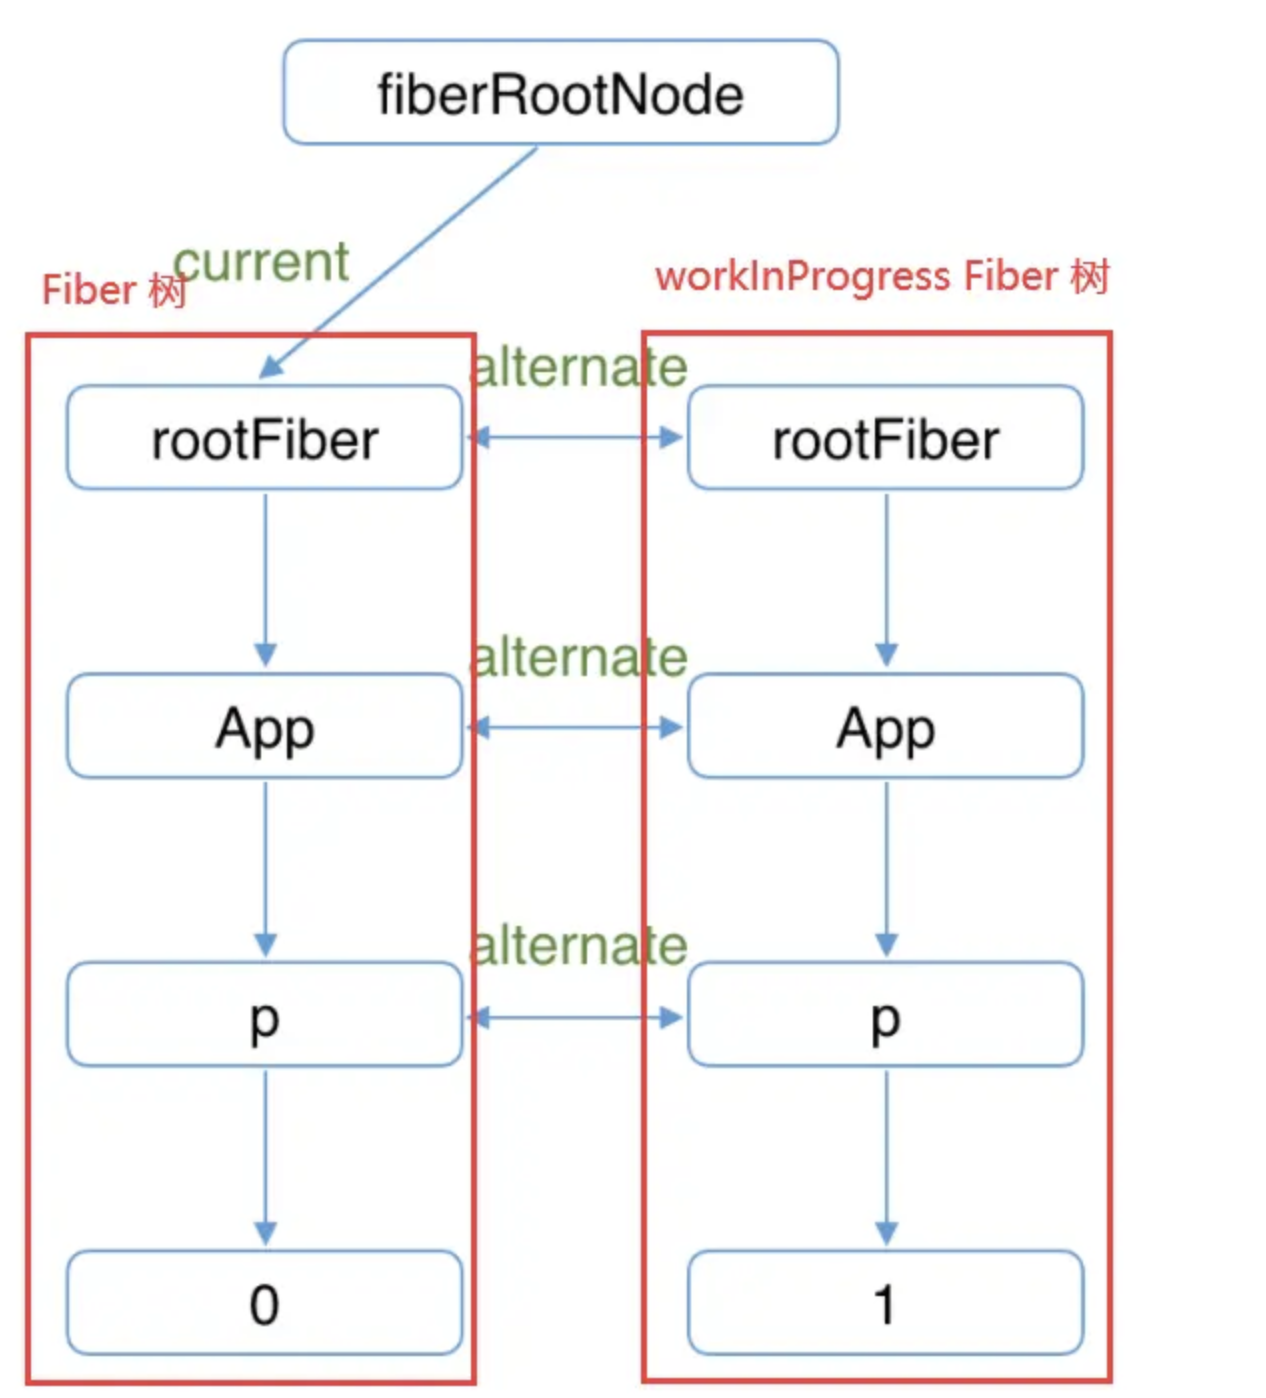 fiberRootNode
current
Fiber 树
workInProgress Fiber 树
alternate
rootFiber
rootFiber
alternate
App
App
alternate
p
p
0
1